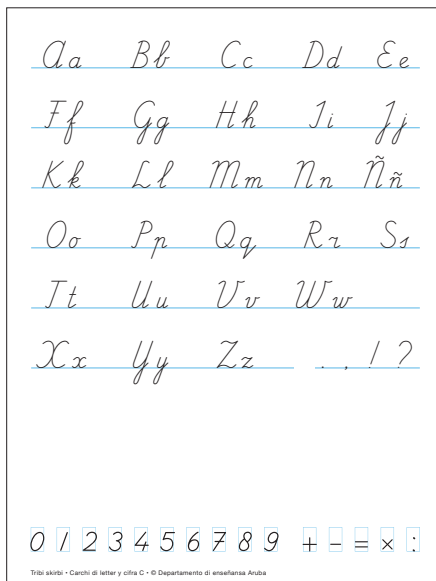 Aa Bb Cc Dd Ee
Ff Gg Hh Ii Jj
Kk Ll Mm Nn Ññ
Oo Pp Qq Rr Ss
Tt Uu Vv Ww
Xx Yy Zz . , ! ?
0 1 2 3 4 5 6 7 8 9 + - = × :
Tribi skirbi • Carchi di letter y cifra C • © Departamento di enseñansa Aruba